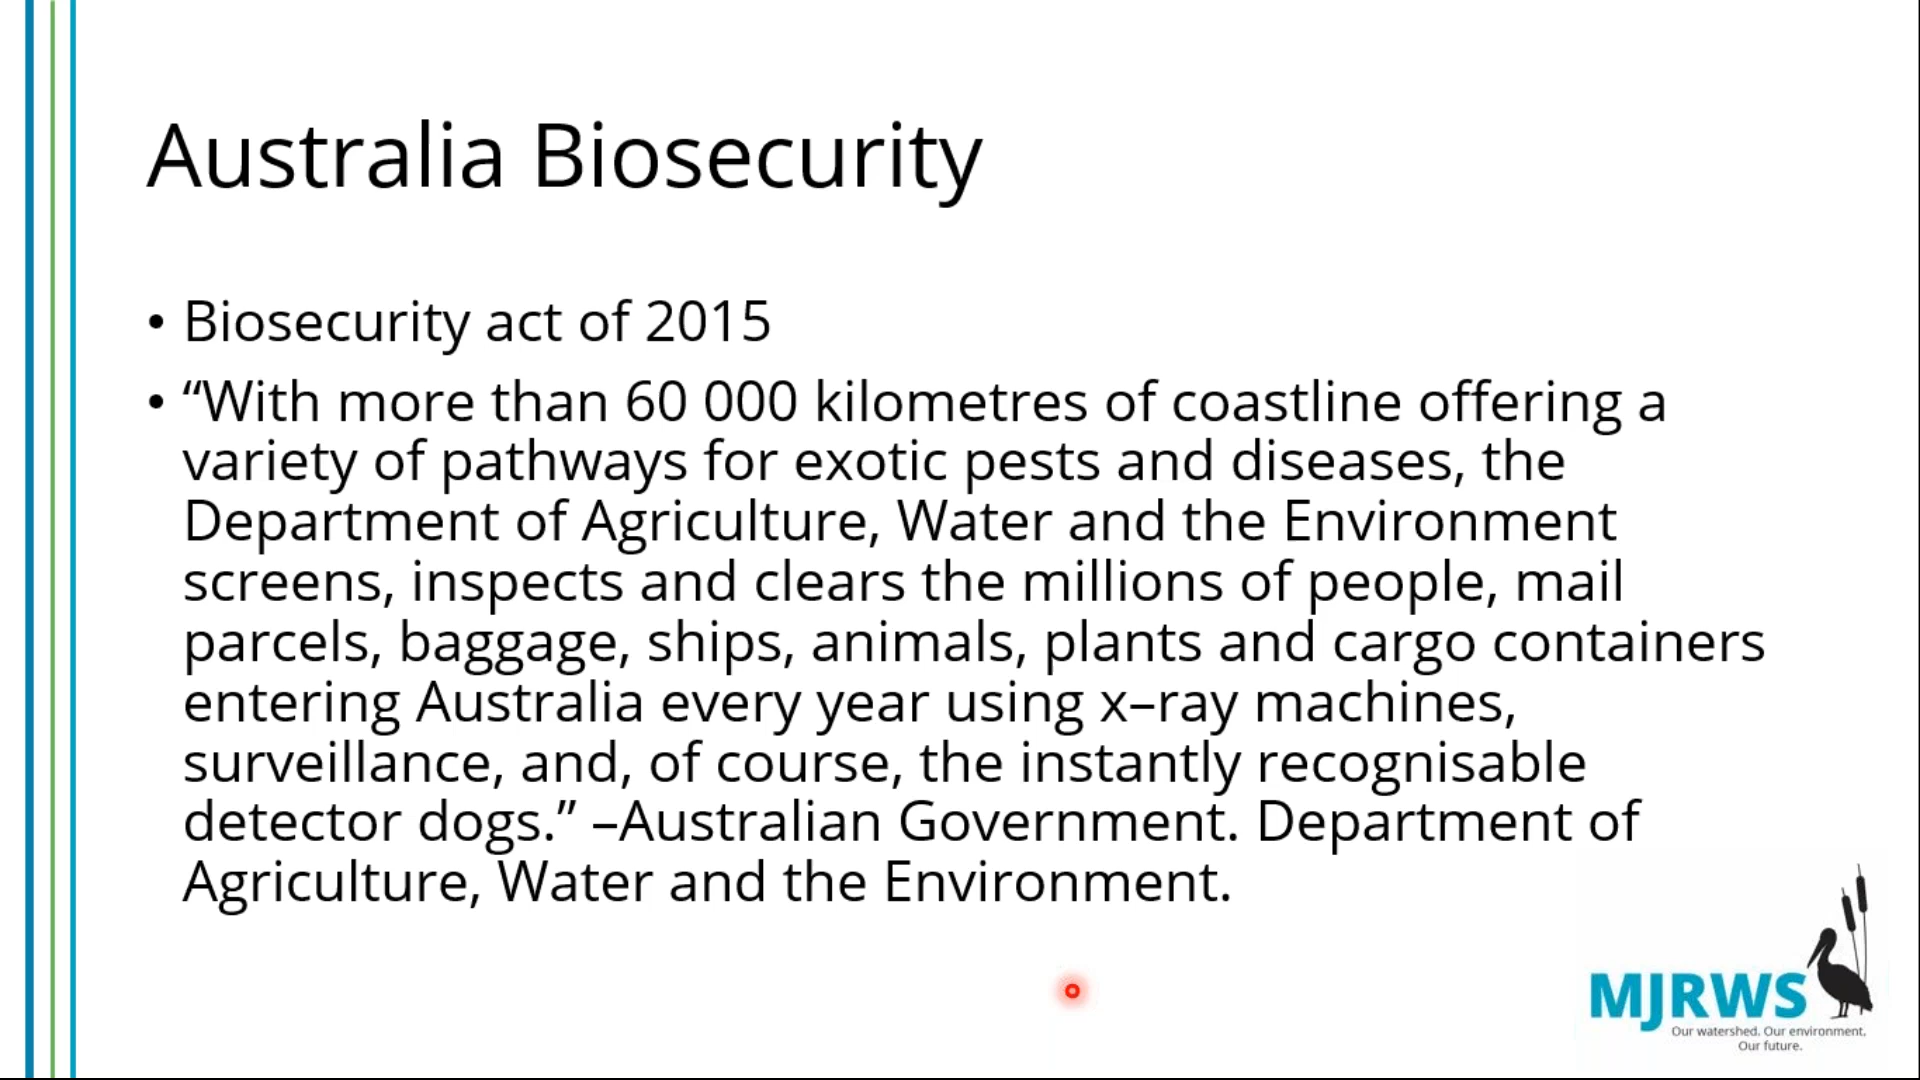 Australia Biosecurity
• Biosecurity act of 2015
• “With more than 60 000 kilometres of coastline offering a
variety of pathways for exotic pests and diseases, the
Department of Agriculture, Water and the Environment
screens, inspects and clears the millions of people, mail
parcels, baggage, ships, animals, plants and cargo containers
entering Australia every year using x–ray machines,
surveillance, and, of course, the instantly recognisable
detector dogs.” –Australian Government. Department of
Agriculture, Water and the Environment.
MJRWS
Our watershed. Our environment.
Our future.